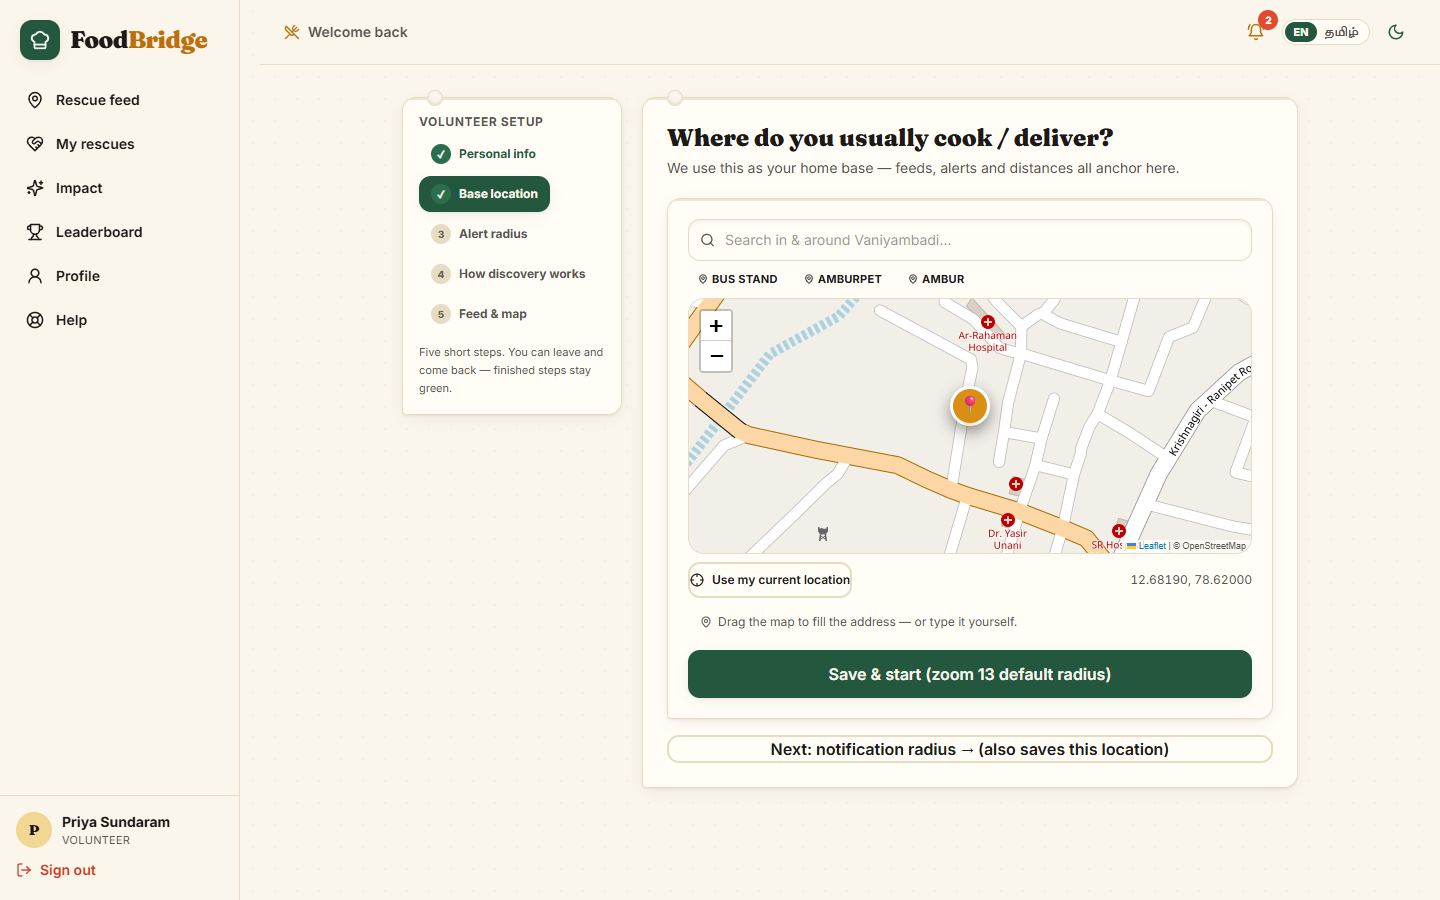 FoodBridge
Rescue feed
My rescues
Impact
Leaderboard
Profile
Help
P
Priya Sundaram
VOLUNTEER
Sign out
Welcome back
2
EN
தமிழ்
VOLUNTEER SETUP
Personal info
Base location
3 Alert radius
4 How discovery works
5 Feed & map
Five short steps. You can leave and
come back — finished steps stay
green.
Where do you usually cook / deliver?
We use this as your home base — feeds, alerts and distances all anchor here.
Search in & around Vaniyambadi...
BUS STAND
AMBURPET
AMBUR
+
−
Ar-Rahaman
Hospital
Krishnagiri - Ranipet Ro
Dr. Yasir
Unani
SR Hos
Leaflet | © OpenStreetMap
Use my current location
12.68190, 78.62000
Drag the map to fill the address — or type it yourself.
Save & start (zoom 13 default radius)
Next: notification radius → (also saves this location)